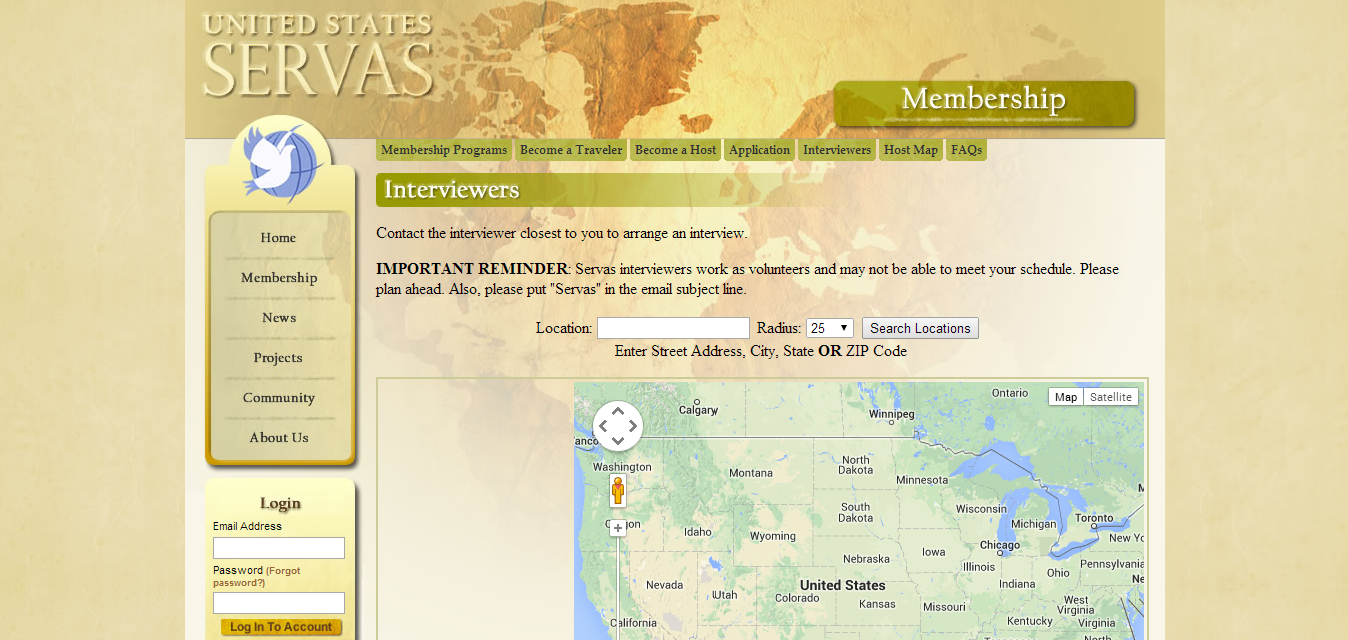 UNITED STATES
SERVAS
Membership
Membership Programs Become a Traveler Become a Host Application Interviewers Host Map FAQs
Interviewers
Contact the interviewer closest to you to arrange an interview.
IMPORTANT REMINDER: Servas interviewers work as volunteers and may not be able to meet your schedule. Please
plan ahead. Also, please put "Servas" in the email subject line.
Location: Radius: 25 Search Locations
Enter Street Address, City, State OR ZIP Code
Home
Membership
News
Projects
Community
About Us
Login
Email Address
Password (Forgot
password?)
Log In To Account
Map Satellite
Ontario
Calgary
Winnipeg
anco
Washington
Montana
North
Dakota
Minnesota
Wisconsin
Michigan
Toronto
Oregon
Idaho
Wyoming
South
Dakota
New Yo
Chicago
Iowa
Nebraska
Illinois
Indiana
Ohio
Pennsylvania
Ne
Nevada
Utah
United States
Colorado
Kansas
Missouri
West
Virginia
Kentucky
Virginia
California
North